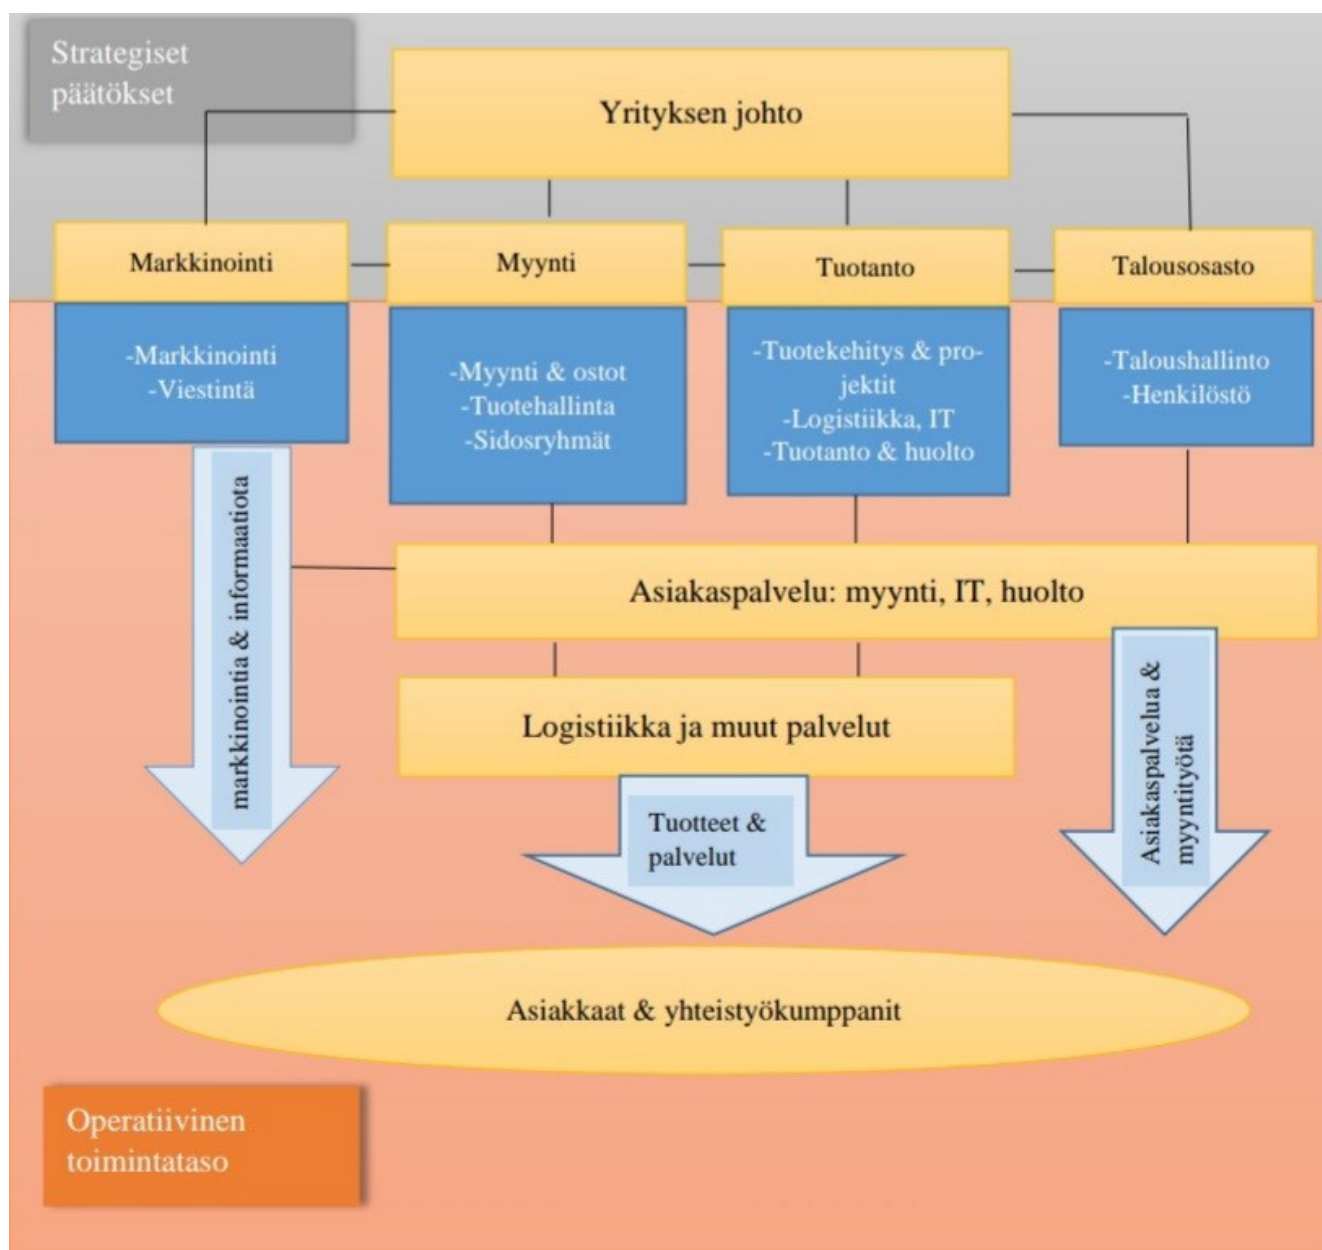 Strategiset
päätökset
Yrityksen johto
Markkinointi
Myynti
Tuotanto
Talousosasto
-Markkinointi
-Viestintä
-Myynti & ostot
-Tuotehallinta
-Sidosryhmät
-Tuotekehitys & pro-
jektit
-Logistiikka, IT
-Tuotanto & huolto
-Taloushallinto
-Henkilöstö
markkinointia & informaatiota
Asiakaspalvelu: myynti, IT, huolto
Logistiikka ja muut palvelut
Asiakaspalvelua &
myyntityötä
Tuotteet &
palvelut
Asiakkaat & yhteistyökumppanit
Operatiivinen
toimintataso